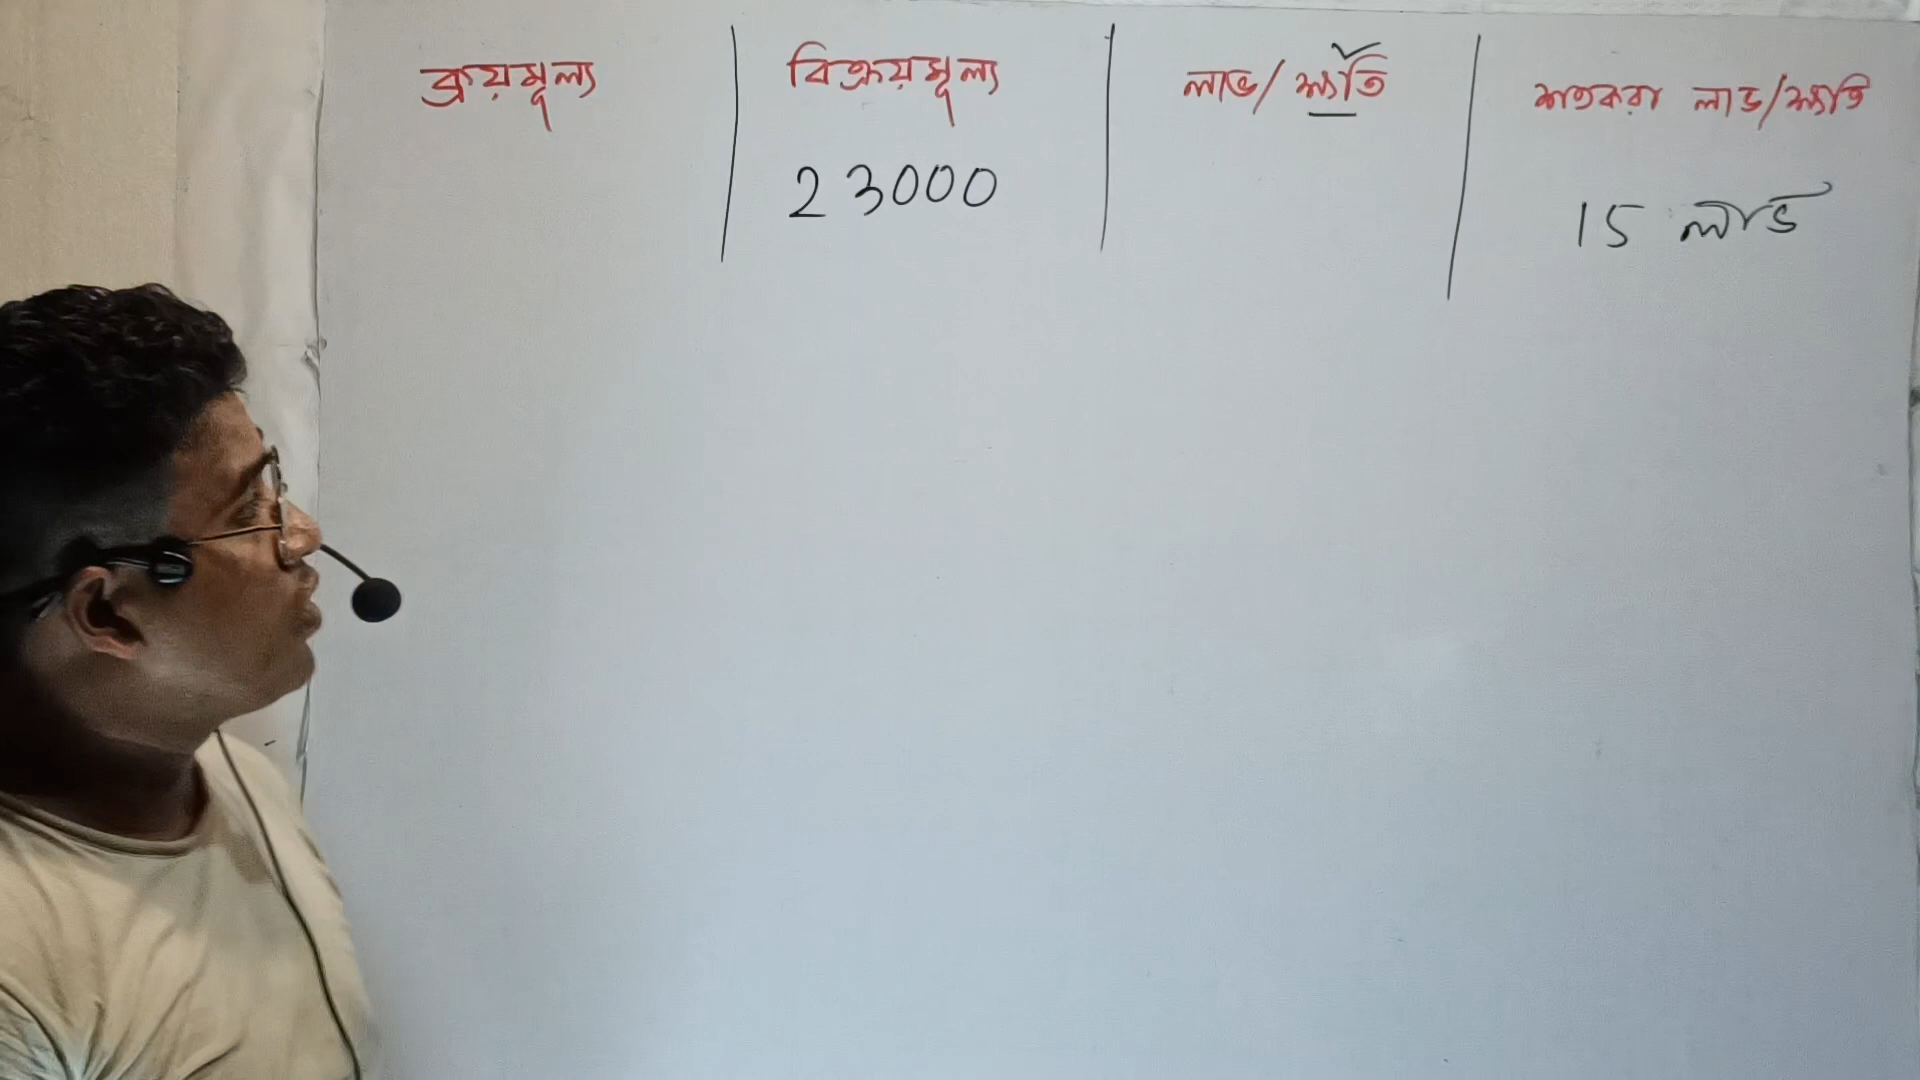 ক্রয়মূল্য বিক্রয়মূল্য লাভ/ক্ষতি শতকরা লাভ/ক্ষতি
23000 15 লাভ